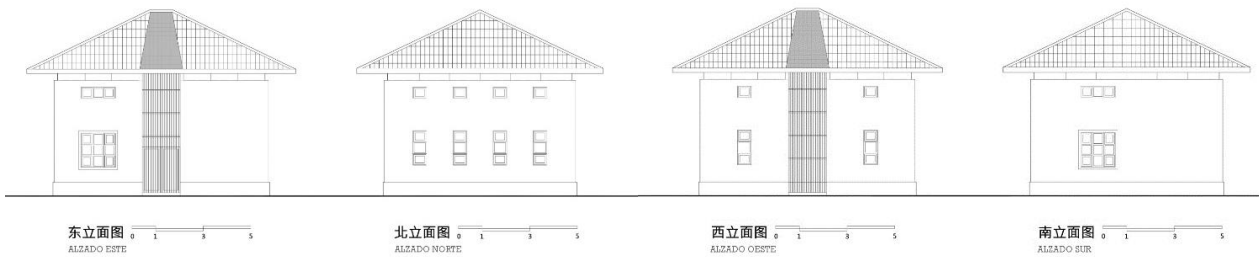 东立面图 0 1 3 5
ALZADO ESTE
北立面图 0 1 3 5
ALZADO NORTE
西立面图 0 1 3 5
ALZADO OESTE
南立面图 0 1 3 5
ALZADO SUR